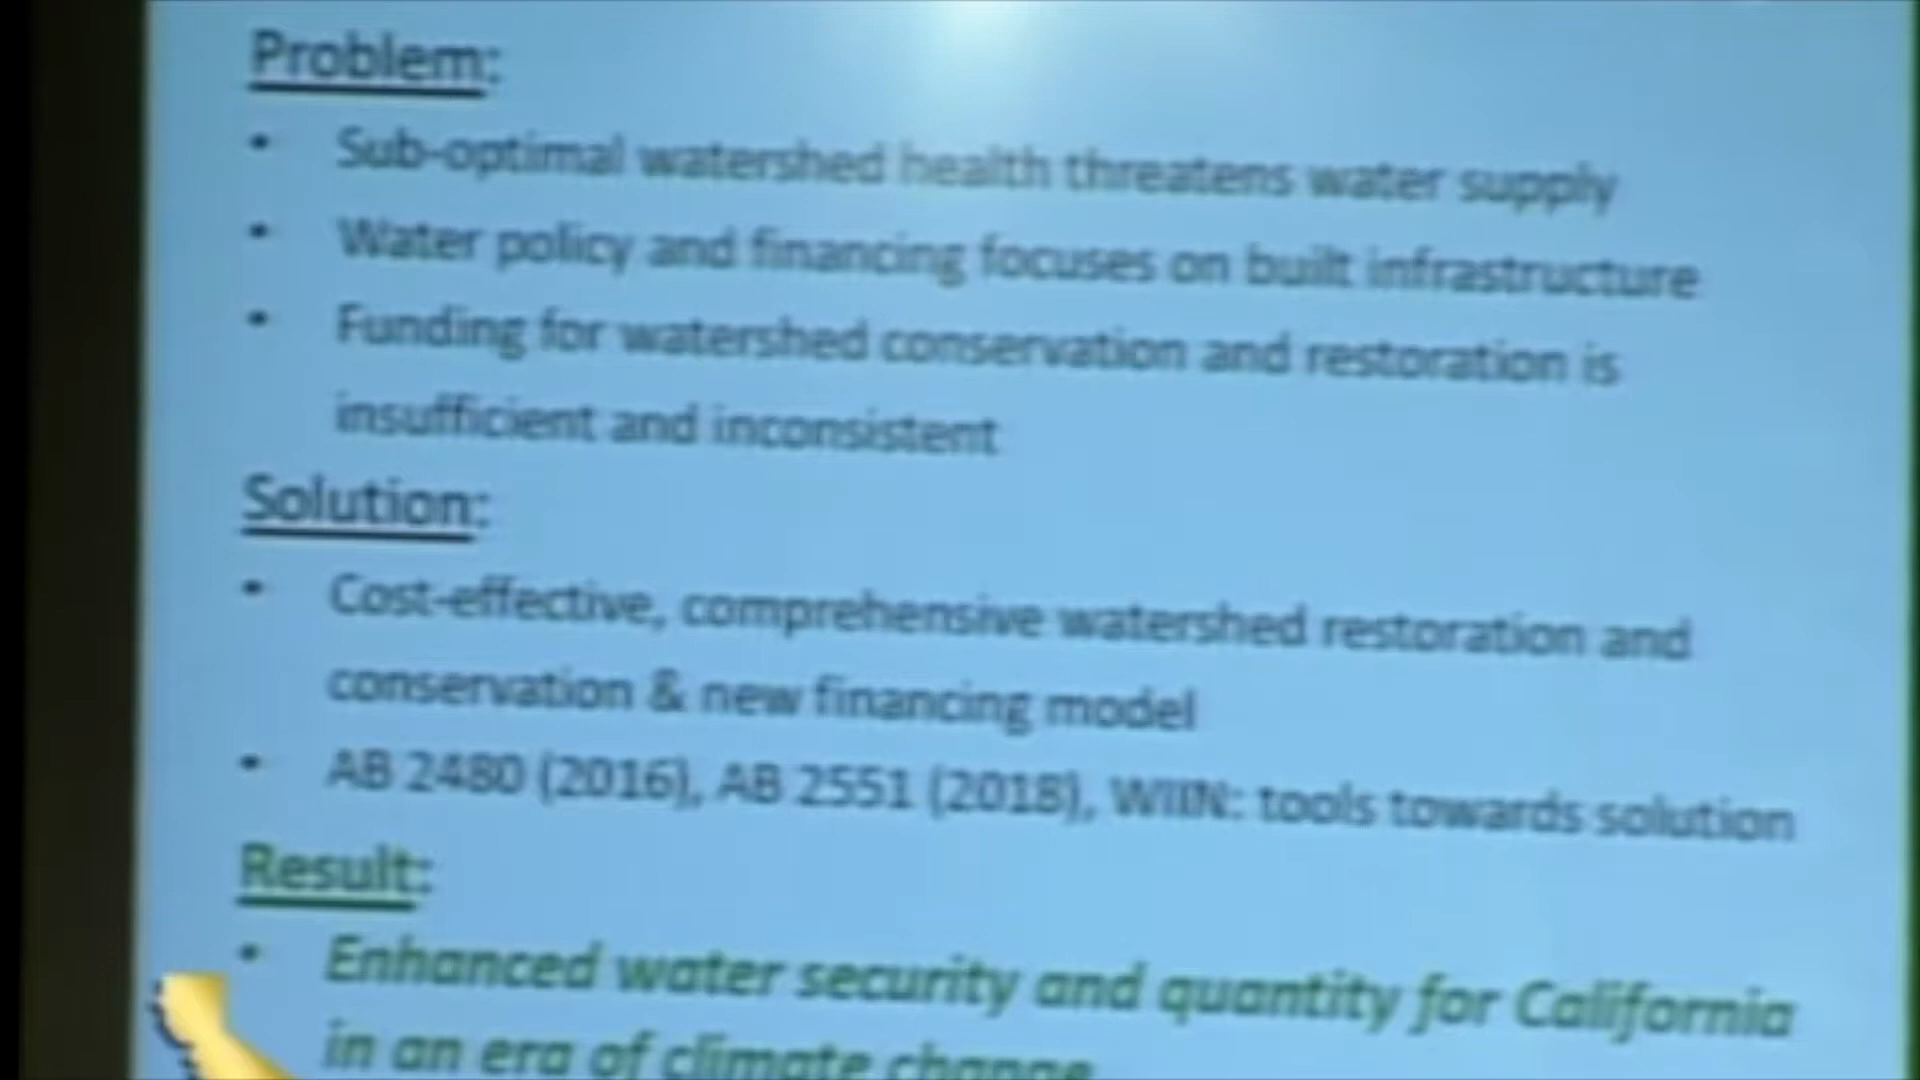 Problem:
• Sub-optimal watershed health threatens water supply
• Water policy and financing focuses on built infrastructure
• Funding for watershed conservation and restoration is
insufficient and inconsistent
Solution:
• Cost-effective, comprehensive watershed restoration and
conservation & new financing model
• AB 2480 (2016), AB 2551 (2018), WIIN: tools towards solution
Result:
• Enhanced water security and quantity for California
in an era of climate change